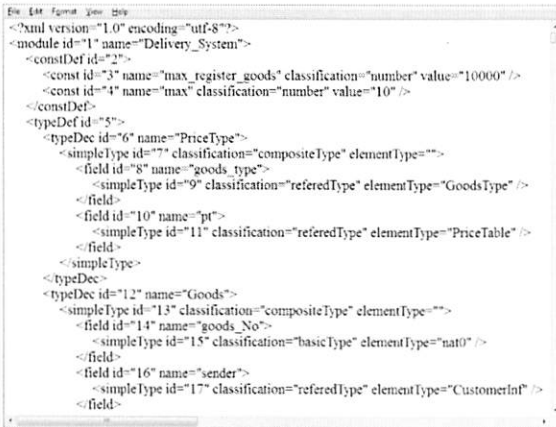 File Edit Format View Help
<?xml version="1.0" encoding="utf-8"?>
<module id="1" name="Delivery_System">
<constDef id="2">
<const id="3" name="max_register_goods" classification="number" value="10000" />
<const id="4" name="max" classification="number" value="10" />
</constDef>
<typeDef id="5">
<typeDec id="6" name="PriceType">
<simpleType id="7" classification="compositeType" elementType="">
<field id="8" name="goods_type">
<simpleType id="9" classification="referedType" elementType="GoodsType" />
</field>
<field id="10" name="pt">
<simpleType id="11" classification="referedType" elementType="PriceTable" />
</field>
</simpleType>
</typeDec>
<typeDec id="12" name="Goods">
<simpleType id="13" classification="compositeType" elementType="">
<field id="14" name="goods_No">
<simpleType id="15" classification="basicType" elementType="nat0" />
</field>
<field id="16" name="sender">
<simpleType id="17" classification="referedType" elementType="CustomerInf" />
</field>